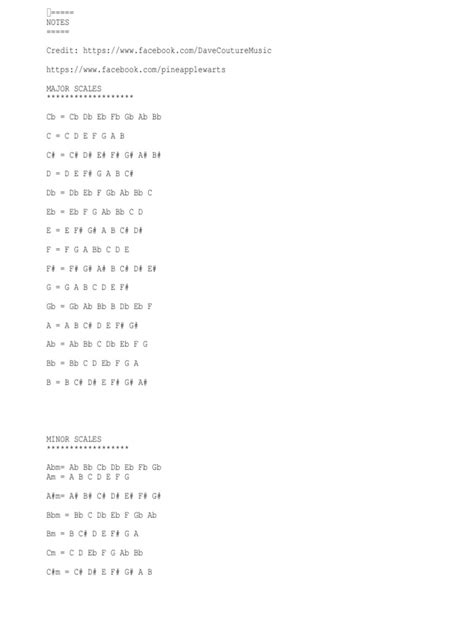 =====
NOTES
=====
Credit: https://www.facebook.com/DaveCoutureMusic
https://www.facebook.com/pineapplewarts
MAJOR SCALES
*******************
Cb = Cb Db Eb Fb Gb Ab Bb
C = C D E F G A B
C# = C# D# E# F# G# A# B#
D = D E F# G A B C#
Db = Db Eb F Gb Ab Bb C
Eb = Eb F G Ab Bb C D
E = E F# G# A B C# D#
F = F G A Bb C D E
F# = F# G# A# B C# D# E#
G = G A B C D E F#
Gb = Gb Ab Bb B Db Eb F
A = A B C# D E F# G#
Ab = Ab Bb C Db Eb F G
Bb = Bb C D Eb F G A
B = B C# D# E F# G# A#
MINOR SCALES
******************
Abm= Ab Bb Cb Db Eb Fb Gb
Am = A B C D E F G
A#m= A# B# C# D# E# F# G#
Bbm = Bb C Db Eb F Gb Ab
Bm = B C# D E F# G A
Cm = C D Eb F G Ab Bb
C#m = C# D# E F# G# A B